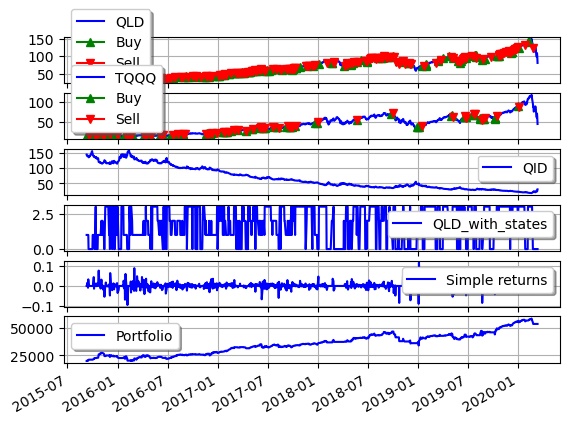 QLD
Buy
Sell
150
100
50
TQQQ
Buy
Sell
100
50
150
100
50
QID
2.5
0.0
QLD_with_states
0.1
0.0
−0.1
Simple returns
50000
25000
Portfolio
2015-07 2016-01 2016-07 2017-01 2017-07 2018-01 2018-07 2019-01 2019-07 2020-01